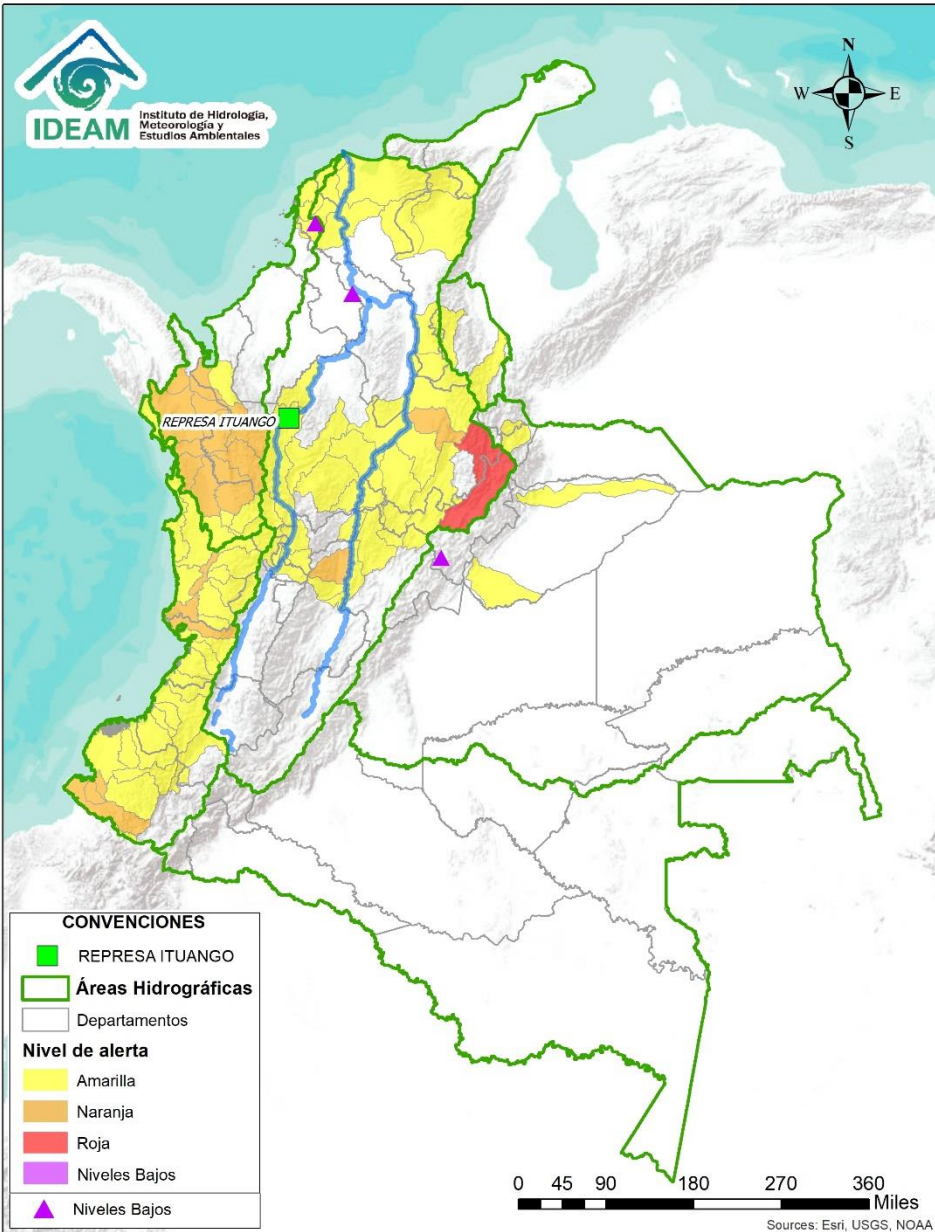 IDEAM
Instituto de Hidrología,
Meteorología y
Estudios Ambientales
N
W
E
S
REPRESA ITUANGO
CONVENCIONES
REPRESA ITUANGO
Áreas Hidrográficas
Departamentos
Nivel de alerta
Amarilla
Naranja
Roja
Niveles Bajos
Niveles Bajos
0 45 90 180 270 360
Miles
Sources: Esri, USGS, NOAA